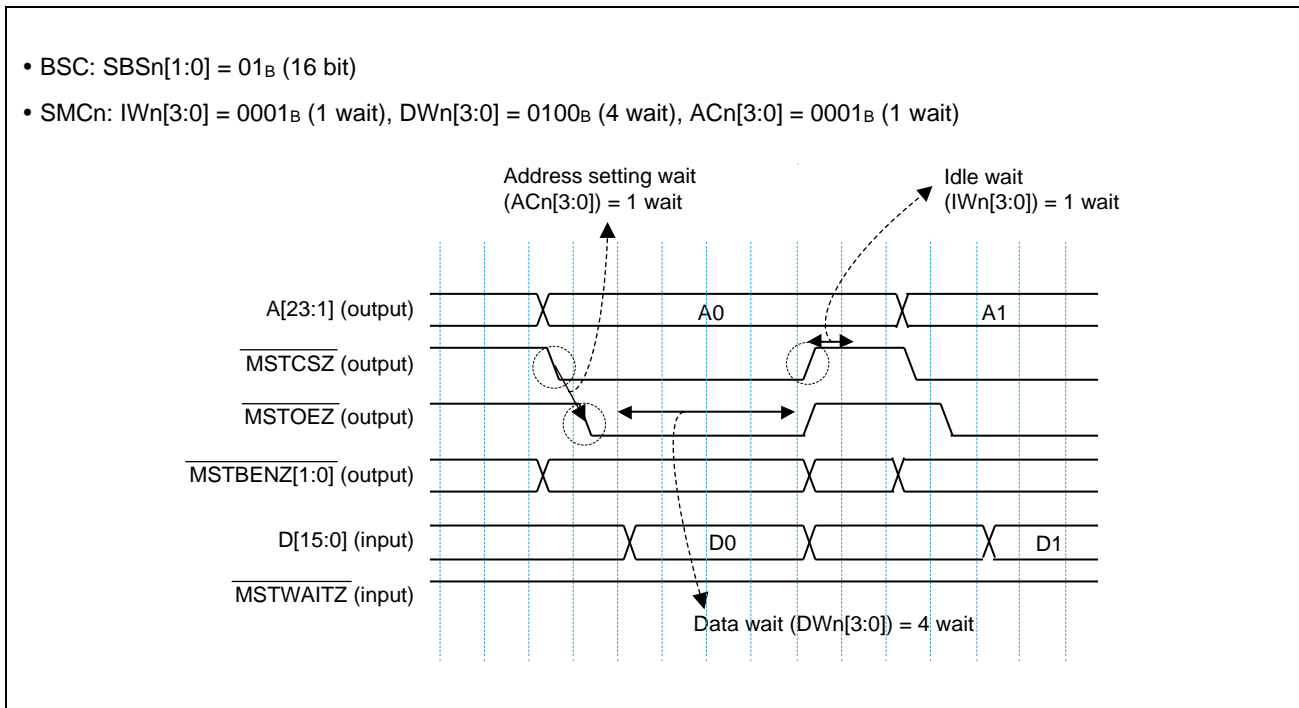 • BSC: SBSn[1:0] = 01B (16 bit)
• SMCn: IWn[3:0] = 0001B (1 wait), DWn[3:0] = 0100B (4 wait), ACn[3:0] = 0001B (1 wait)
Address setting wait
(ACn[3:0]) = 1 wait
Idle wait
(IWn[3:0]) = 1 wait
A[23:1] (output)
A0
A1
MSTCSZ (output)
MSTOEZ (output)
MSTBENZ[1:0] (output)
D[15:0] (input)
D0
D1
MSTWAITZ (input)
Data wait (DWn[3:0]) = 4 wait